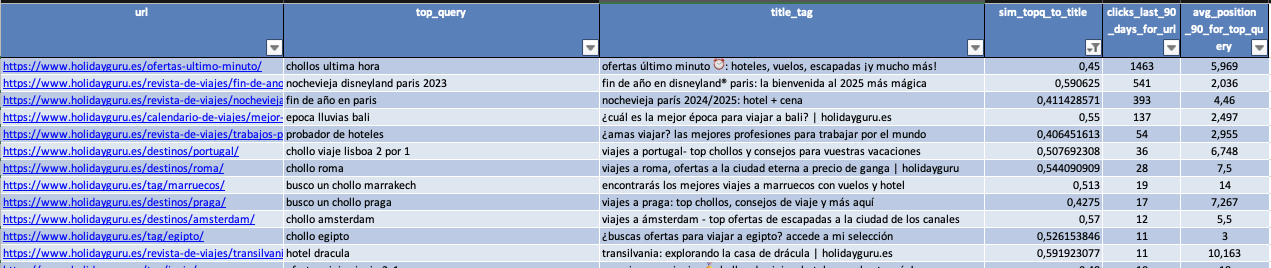 url top_query title_tag sim_topq_to_title clicks_last_90_days_for_url avg_position_90_for_top_query
https://www.holidayguru.es/ofertas-ultimo-minuto/ chollos ultima hora ofertas último minuto ⏰: hoteles, vuelos, escapadas ¡y mucho más! 0,45 1463 5,969
https://www.holidayguru.es/revista-de-viajes/fin-de-ano nochevieja disneyland paris 2023 fin de año en disneyland® paris: la bienvenida al 2025 más mágica 0,590625 541 2,036
https://www.holidayguru.es/revista-de-viajes/nochevieja fin de año en paris nochevieja parís 2024/2025: hotel + cena 0,411428571 393 4,46
https://www.holidayguru.es/calendario-de-viajes/mejor- epoca lluvias bali ¿cuál es la mejor época para viajar a bali? | holidayguru.es 0,55 137 2,497
https://www.holidayguru.es/revista-de-viajes/trabajos-p probador de hoteles ¿amas viajar? las mejores profesiones para trabajar por el mundo 0,406451613 54 2,955
https://www.holidayguru.es/destinos/portugal/ chollo viaje lisboa 2 por 1 viajes a portugal- top chollos y consejos para vuestras vacaciones 0,507692308 36 6,748
https://www.holidayguru.es/destinos/roma/ chollo roma viajes a roma, ofertas a la ciudad eterna a precio de ganga | holidayguru 0,544090909 28 7,5
https://www.holidayguru.es/tag/marruecos/ busco un chollo marrakech encontrarás los mejores viajes a marruecos con vuelos y hotel 0,513 19 14
https://www.holidayguru.es/destinos/praga/ busco un chollo praga viajes a praga: top chollos, consejos de viaje y más aquí 0,4275 17 7,267
https://www.holidayguru.es/destinos/amsterdam/ chollo amsterdam viajes a ámsterdam - top ofertas de escapadas a la ciudad de los canales 0,57 12 5,5
https://www.holidayguru.es/tag/egipto/ chollo egipto ¿buscas ofertas para viajar a egipto? accede a mi selección 0,526153846 11 3
https://www.holidayguru.es/revista-de-viajes/transilvani hotel dracula transilvania: explorando la casa de drácula | holidayguru.es 0,591923077 11 10,163